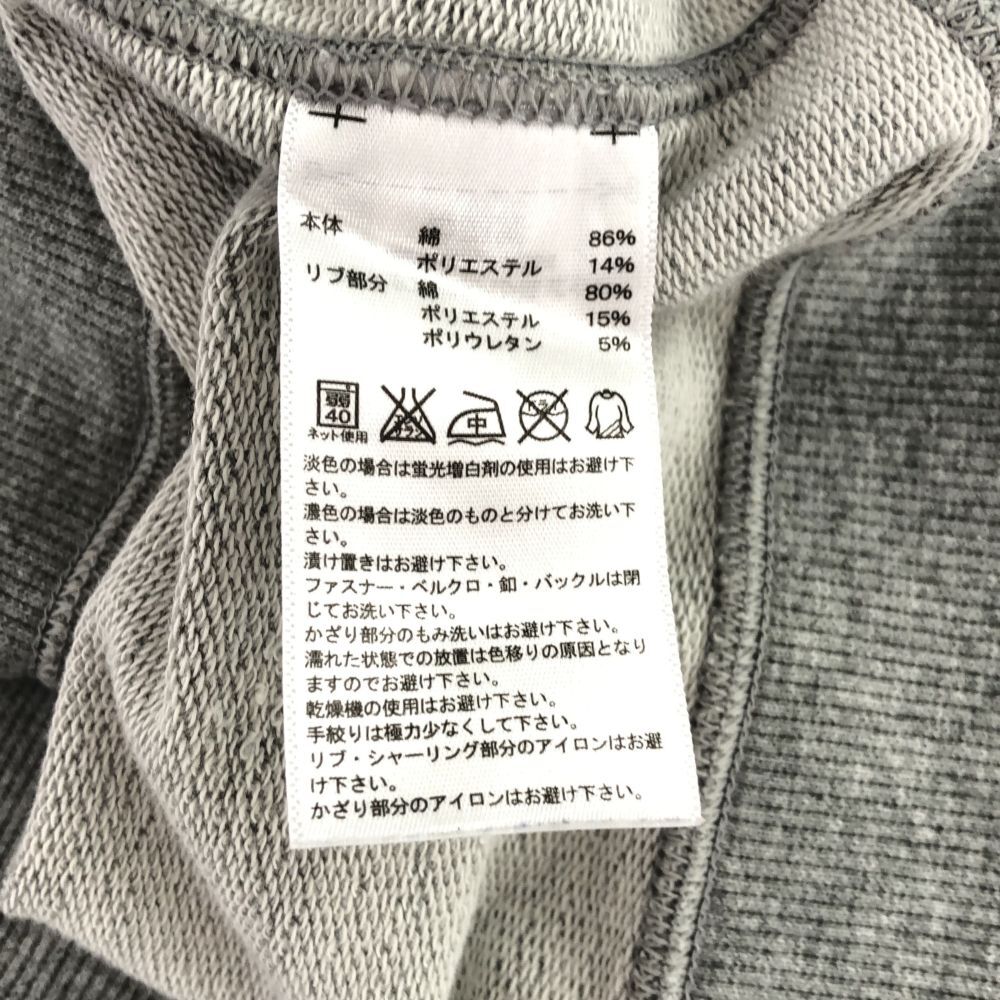 本体 綿 86%
ポリエステル 14%
リブ部分 綿 80%
ポリエステル 15%
ポリウレタン 5%
弱
40
ネット使用
中
淡色の場合は蛍光増白剤の使用はお避け下
さい。
濃色の場合は淡色のものと分けてお洗い下
さい。
漬け置きはお避け下さい。
ファスナー・ベルクロ・釦・バックルは閉
じてお洗い下さい。
かざり部分のもみ洗いはお避け下さい。
濡れた状態での放置は色移りの原因となり
ますのでお避け下さい。
乾燥機の使用はお避け下さい。
手絞りは極力少なくして下さい。
リブ・シャーリング部分のアイロンはお避
け下さい。
かざり部分のアイロンはお避け下さい。